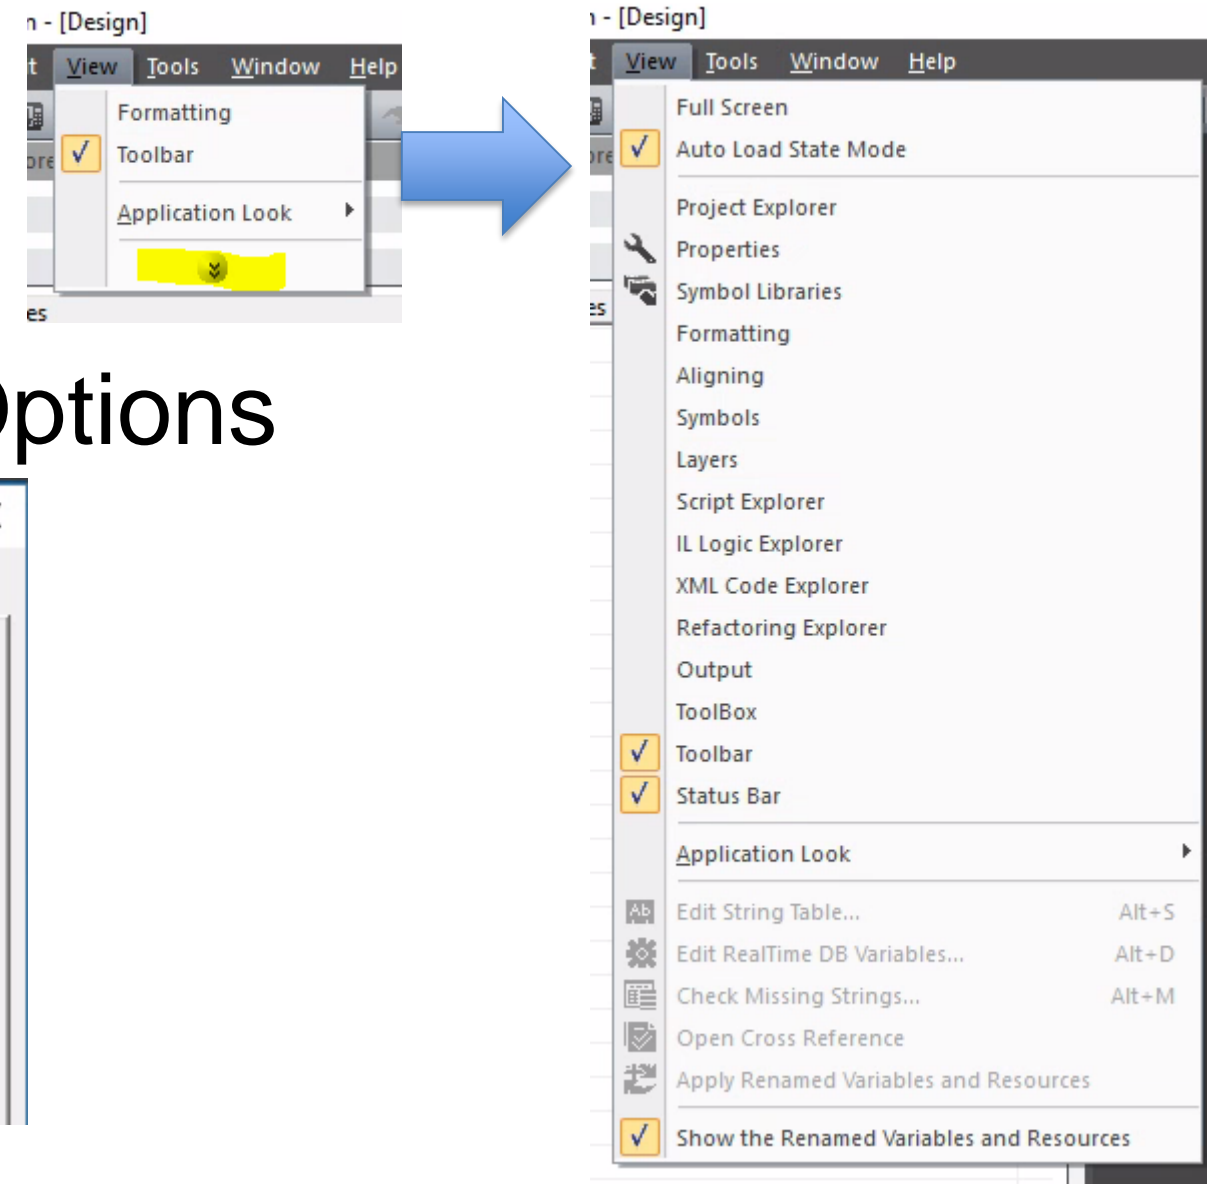 n - [Design]
View Tools Window Help
Formatting
Toolbar
Application Look
es
Options
- [Design]
View Tools Window Help
Full Screen
Auto Load State Mode
Project Explorer
Properties
Symbol Libraries
es
Formatting
Aligning
Symbols
Layers
Script Explorer
IL Logic Explorer
XML Code Explorer
Refactoring Explorer
Output
ToolBox
Toolbar
Status Bar
Application Look
Ab Edit String Table... Alt+S
Edit RealTime DB Variables... Alt+D
Check Missing Strings... Alt+M
Open Cross Reference
Apply Renamed Variables and Resources
Show the Renamed Variables and Resources